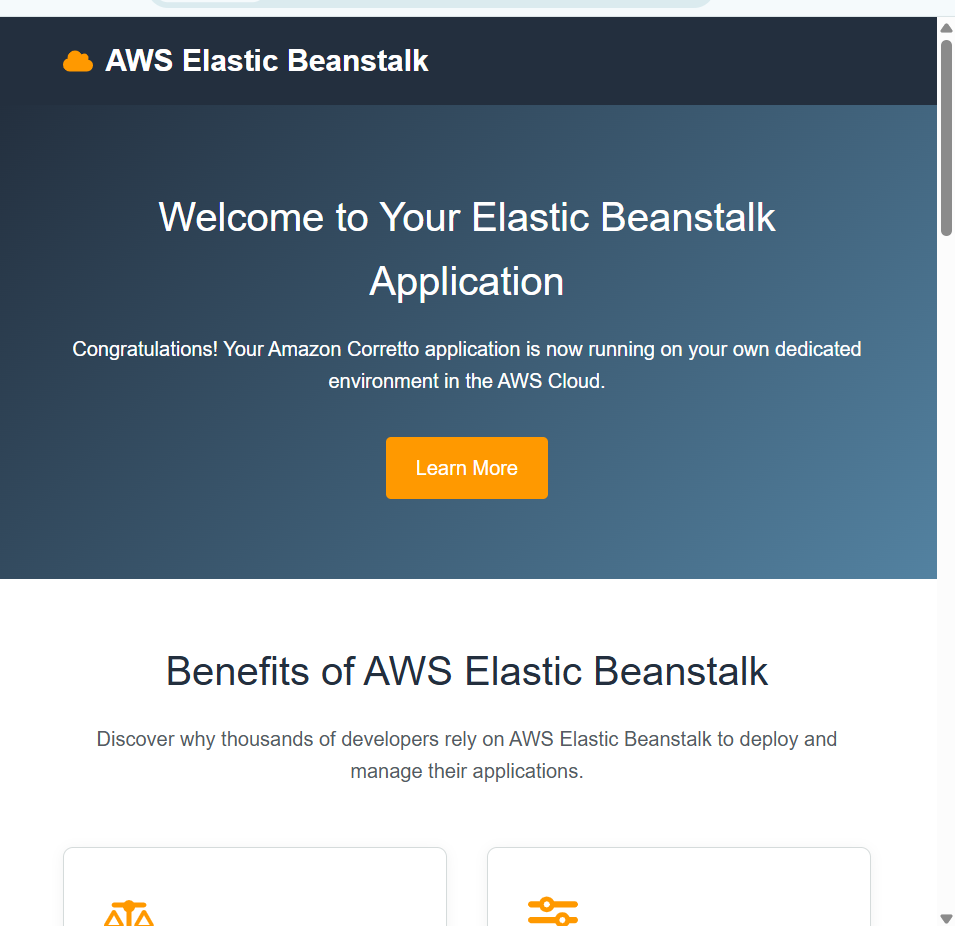 AWS Elastic Beanstalk
Welcome to Your Elastic Beanstalk
Application
Congratulations! Your Amazon Corretto application is now running on your own dedicated
environment in the AWS Cloud.
Learn More
Benefits of AWS Elastic Beanstalk
Discover why thousands of developers rely on AWS Elastic Beanstalk to deploy and
manage their applications.